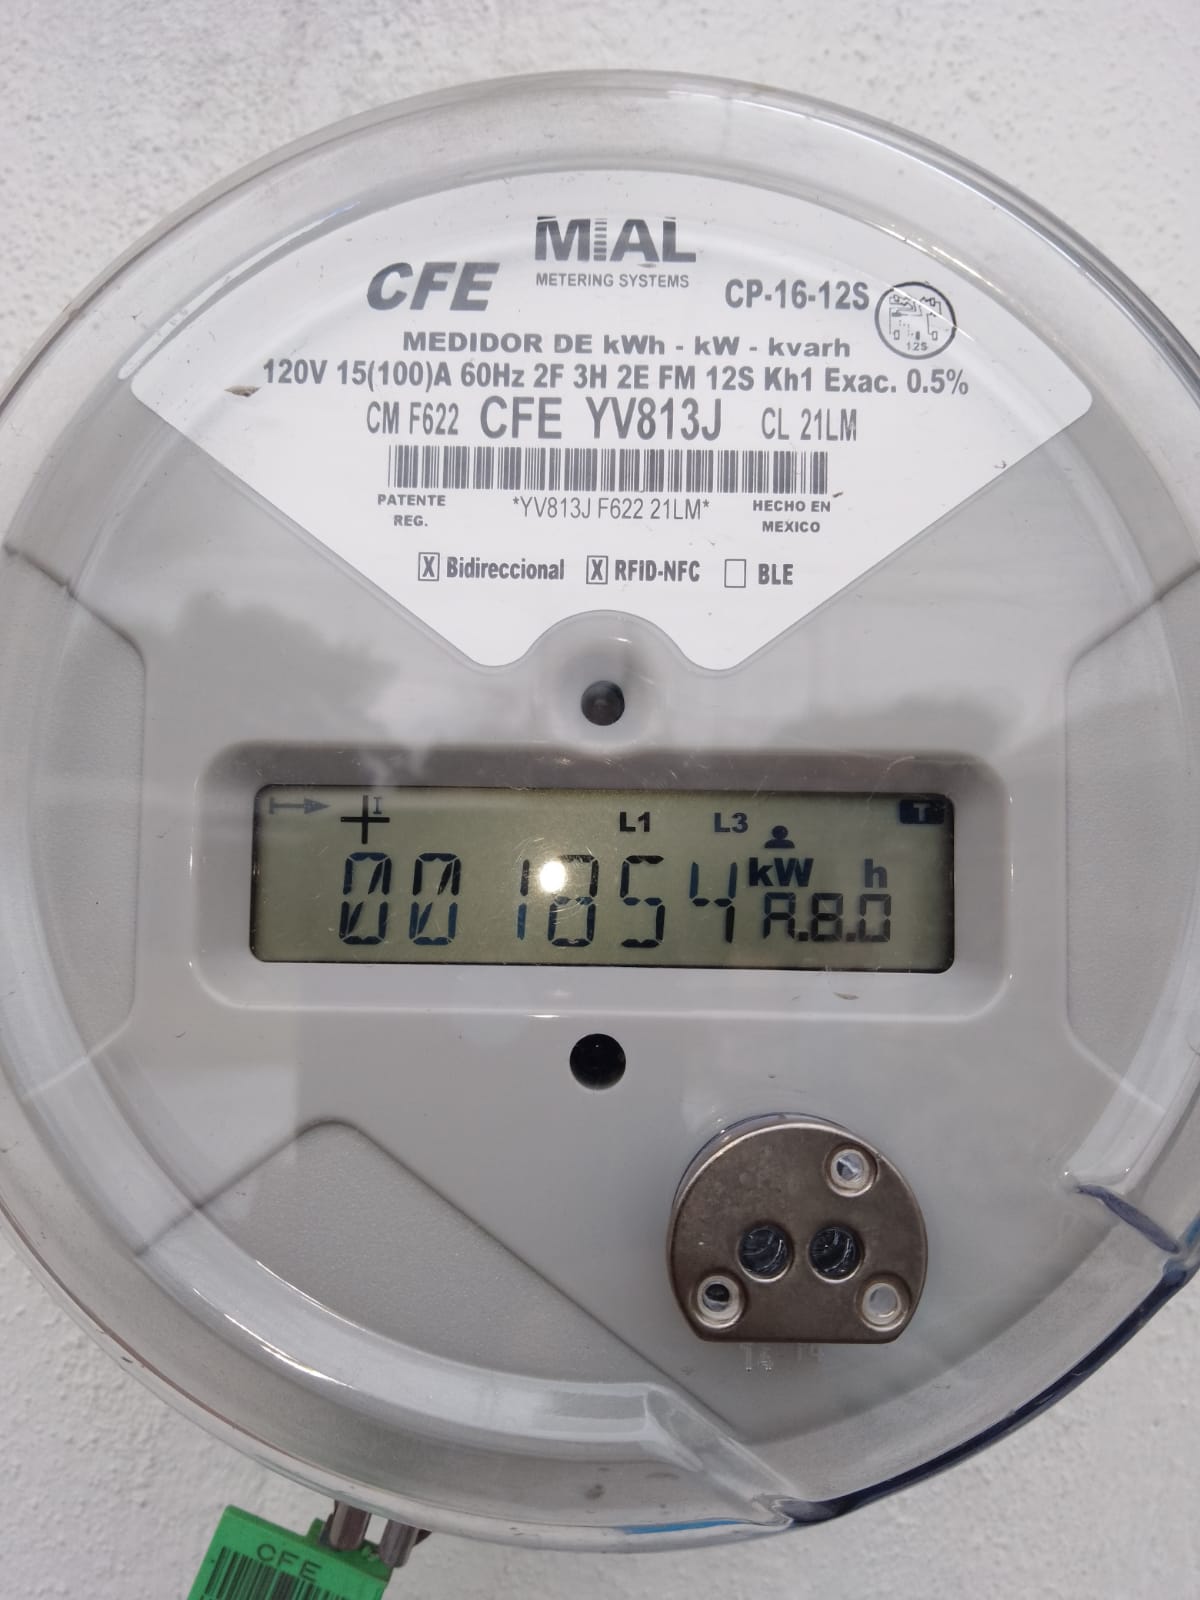 MIAL
METERING SYSTEMS
CFE
CP-16-12S
12S
MEDIDOR DE kWh - kW - kvarh
120V 15(100)A 60Hz 2F 3H 2E FM 12S Kh1 Exac. 0.5%
CM F622 CFE YV813J CL 21LM
PATENTE REG.
*YV813J F622 21LM*
HECHO EN MEXICO
X Bidireccional X RFiD-NFC BLE
I L1 L3 T
001854 kW h
A.8.0
CFE